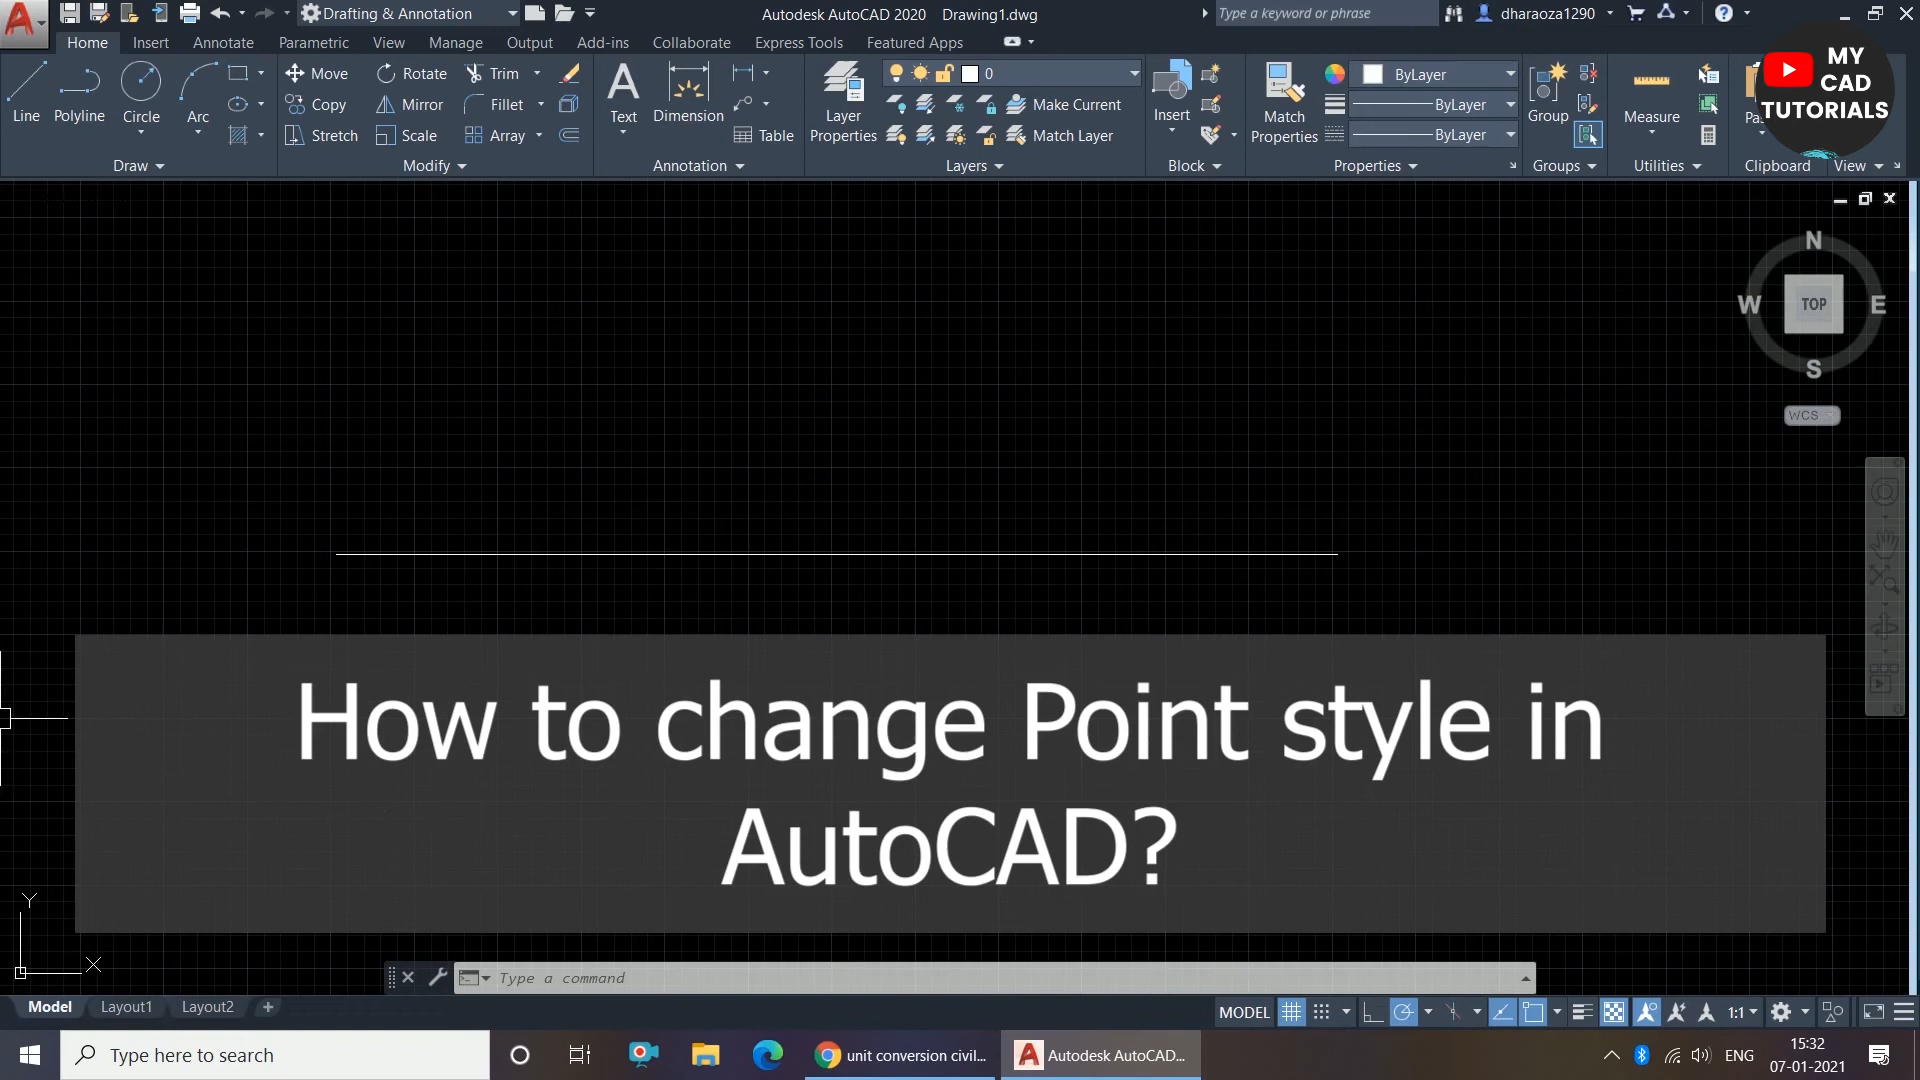 Drafting & Annotation
Autodesk AutoCAD 2020 Drawing1.dwg
Type a keyword or phrase
dharaoza1290
Home Insert Annotate Parametric View Manage Output Add-ins Collaborate Express Tools Featured Apps
Line Polyline Circle Arc
Move Rotate Trim
Copy Mirror Fillet
Stretch Scale Array
Text Dimension
Table
Layer Properties
0
Make Current
Match Layer
Insert
Match Properties
ByLayer
ByLayer
ByLayer
Group
Measure
MY
CAD
TUTORIALS
Draw Modify Annotation Layers Block Properties Groups Utilities Clipboard View
N
W TOP E
S
WCS
How to change Point style in
AutoCAD?
Y
X
Type a command
Model Layout1 Layout2
MODEL 1:1
Type here to search
unit conversion civil...
Autodesk AutoCAD...
ENG
15:32
07-01-2021